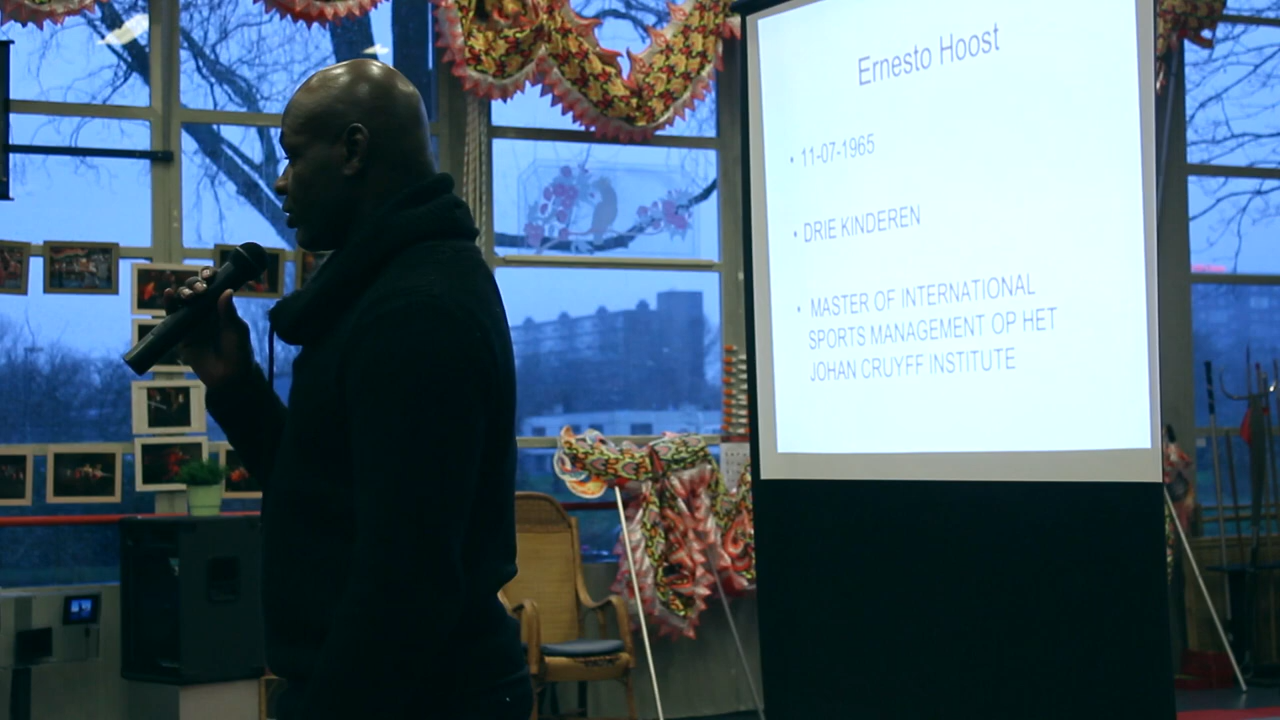 Ernesto Hoost
• 11-07-1965
• DRIE KINDEREN
• MASTER OF INTERNATIONAL
SPORTS MANAGEMENT OP HET
JOHAN CRUYFF INSTITUTE